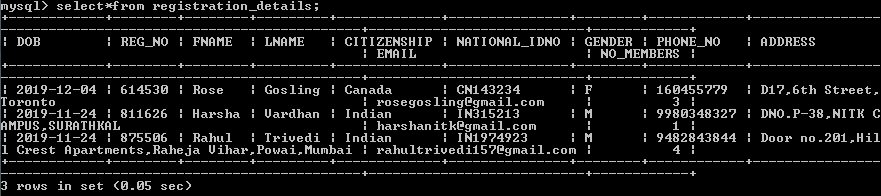 mysql> select*from registration_details;
+------------+--------+--------+----------+-------------+----------------+--------+------------+----------
| DOB | REG_NO | FNAME | LNAME | CITIZENSHIP | NATIONAL_IDNO | GENDER | PHONE_NO | ADDRESS
| EMAIL | NO_MEMBERS |
| 2019-12-04 | 614530 | Rose | Gosling | Canada | CN143234 | F | 160455779 | D17,6th Street,
Toronto | rosegosling@gmail.com | 3 |
| 2019-11-24 | 811626 | Harsha | Vardhan | Indian | IN315213 | M | 9980348327 | DNO.P-38,NITK C
AMPUS,SURATHKAL | harshanitk@gmail.com | 1 |
| 2019-11-24 | 875506 | Rahul | Trivedi | Indian | IN1974923 | M | 9482843844 | Door no.201,Hil
l Crest Apartments,Raheja Vihar,Powai,Mumbai | rahultrivedi157@gmail.com | 4 |
3 rows in set (0.05 sec)